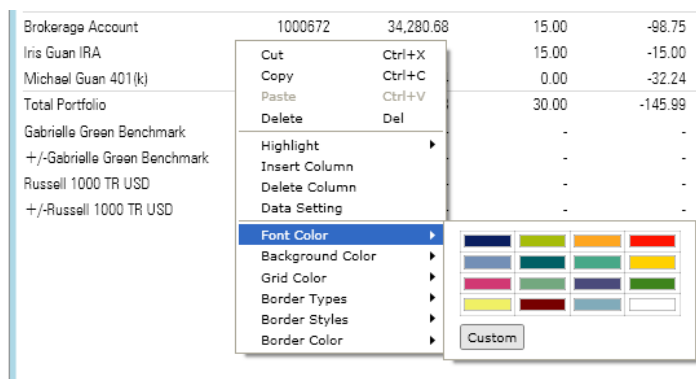 Brokerage Account 1000672 34,280.68 15.00 -98.75
Iris Guan IRA 15.00 -15.00
Michael Guan 401(k) 0.00 -32.24
Total Portfolio 30.00 -145.99
Gabrielle Green Benchmark - - -
+/-Gabrielle Green Benchmark - - -
Russell 1000 TR USD - - -
+/-Russell 1000 TR USD - - -
Cut Ctrl+X
Copy Ctrl+C
Paste Ctrl+V
Delete Del
Highlight
Insert Column
Delete Column
Data Setting
Font Color
Background Color
Grid Color
Border Types
Border Styles
Border Color
Custom